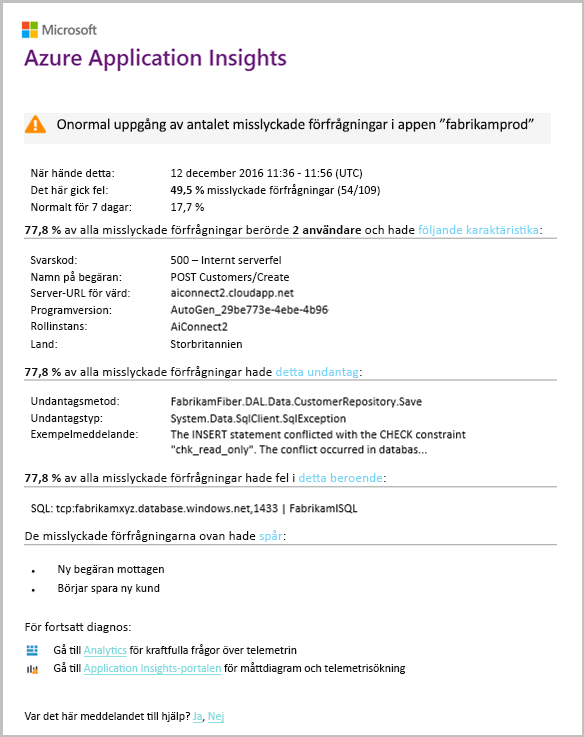 Microsoft
Azure Application Insights
Onormal uppgång av antalet misslyckade förfrågningar i appen ”fabrikamprod”
När hände detta: 12 december 2016 11:36 - 11:56 (UTC)
Det här gick fel: 49,5 % misslyckade förfrågningar (54/109)
Normalt för 7 dagar: 17,7 %
77,8 % av alla misslyckade förfrågningar berörde 2 användare och hade följande karaktäristika:
Svarskod: 500 – Internt serverfel
Namn på begäran: POST Customers/Create
Server-URL för värd: aiconnect2.cloudapp.net
Programversion: AutoGen_29be773e-4ebe-4b96
Rollinstans: AiConnect2
Land: Storbritannien
77,8 % av alla misslyckade förfrågningar hade detta undantag:
Undantagsmetod: FabrikamFiber.DAL.Data.CustomerRepository.Save
Undantagstyp: System.Data.SqlClient.SqlException
Exempelmeddelande: The INSERT statement conflicted with the CHECK constraint
"chk_read_only". The conflict occurred in databas...
77,8 % av alla misslyckade förfrågningar hade fel i detta beroende:
SQL: tcp:fabrikamxyz.database.windows.net,1433 | FabrikamISQL
De misslyckade förfrågningarna ovan hade spår:
• Ny begäran mottagen
• Börjar spara ny kund
För fortsatt diagnos:
Gå till Analytics för kraftfulla frågor över telemetrin
Gå till Application Insights-portalen för måttdiagram och telemetrisökning
Var det här meddelandet till hjälp? Ja, Nej